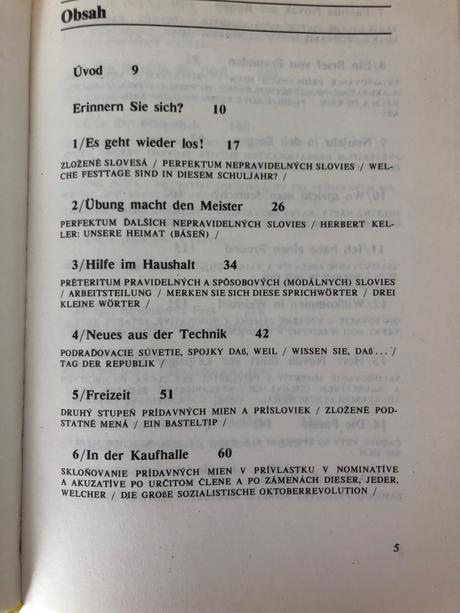 Obsah
Úvod 9
Erinnern Sie sich? 10
1/Es geht wieder los! 17
ZLOŽENÉ SLOVESÁ / PERFEKTUM NEPRAVIDELNÝCH SLOVIES / WEL-
CHE FESTTAGE SIND IN DIESEM SCHULJAHR? /
2/Übung macht den Meister 26
PERFEKTUM ĎALŠÍCH NEPRAVIDELNÝCH SLOVIES / HERBERT KEL-
LER: UNSERE HEIMAT (BÁSEŇ) /
3/Hilfe im Haushalt 34
PRÉTERITUM PRAVIDELNÝCH A SPÔSOBOVÝCH (MODÁLNYCH) SLOVIES
/ ARBEITSTEILUNG / MERKEN SIE SICH DIESE SPRICHWÖRTER / DREI
KLEINE WÖRTER /
4/Neues aus der Technik 42
PODRAĎOVACIE SÚVETIE, SPOJKY DAß, WEIL / WISSEN SIE, DAß... /
TAG DER REPUBLIK /
5/Freizeit 51
DRUHÝ STUPEŇ PRÍDAVNÝCH MIEN A PRÍSLOVIEK / ZLOŽENÉ POD-
STATNÉ MENÁ / EIN BASTELTIP /
6/In der Kaufhalle 60
SKLOŇOVANIE PRÍDAVNÝCH MIEN V PRÍVLASTKU V NOMINATÍVE
A AKUZATÍVE PO URČITOM ČLENE A PO ZÁMENÁCH DIESER, JEDER,
WELCHER / DIE GROßE SOZIALISTISCHE OKTOBERREVOLUTION /
5